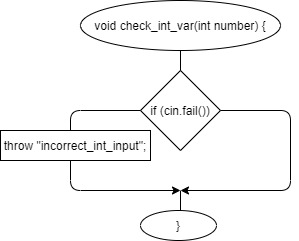 void check_int_var(int number) {
if (cin.fail())
throw "incorrect_int_input";
}